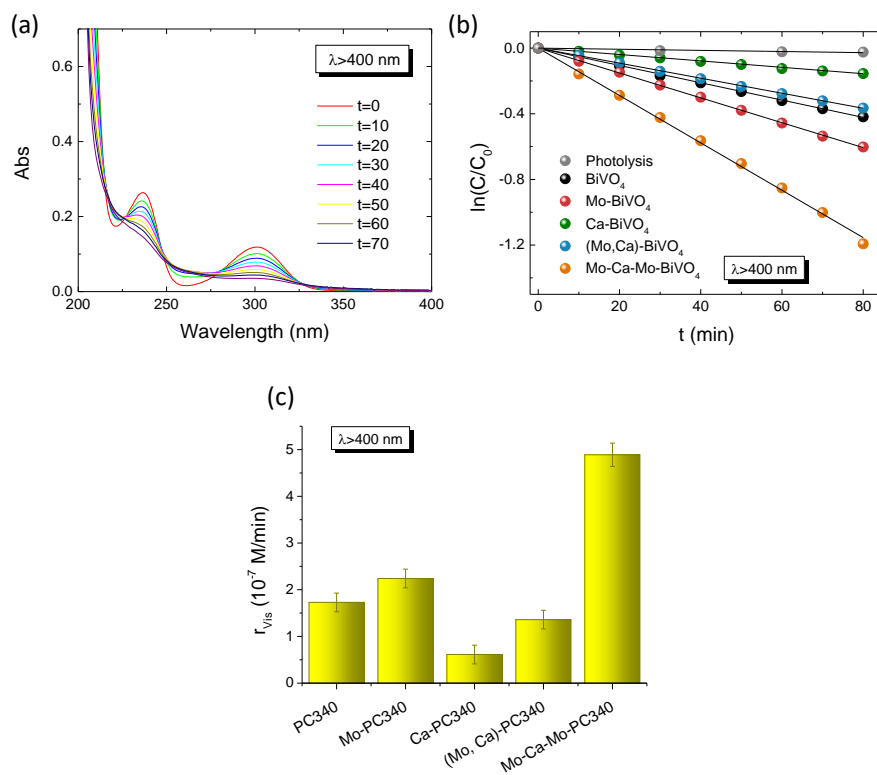 (a)
λ>400 nm
t=0
t=10
t=20
t=30
t=40
t=50
t=60
t=70
0.6
0.4
0.2
0.0
Abs
200 250 300 350 400
Wavelength (nm)
(b)
0.0
-0.4
-0.8
-1.2
ln(C/C₀)
Photolysis
BiVO₄
Mo-BiVO₄
Ca-BiVO₄
(Mo,Ca)-BiVO₄
Mo-Ca-Mo-BiVO₄
λ>400 nm
0 20 40 60 80
t (min)
(c)
λ>400 nm
5
4
3
2
1
0
r_Vis (10⁻⁷ M/min)
PC340
Mo-PC340
Ca-PC340
(Mo, Ca)-PC340
Mo-Ca-Mo-PC340